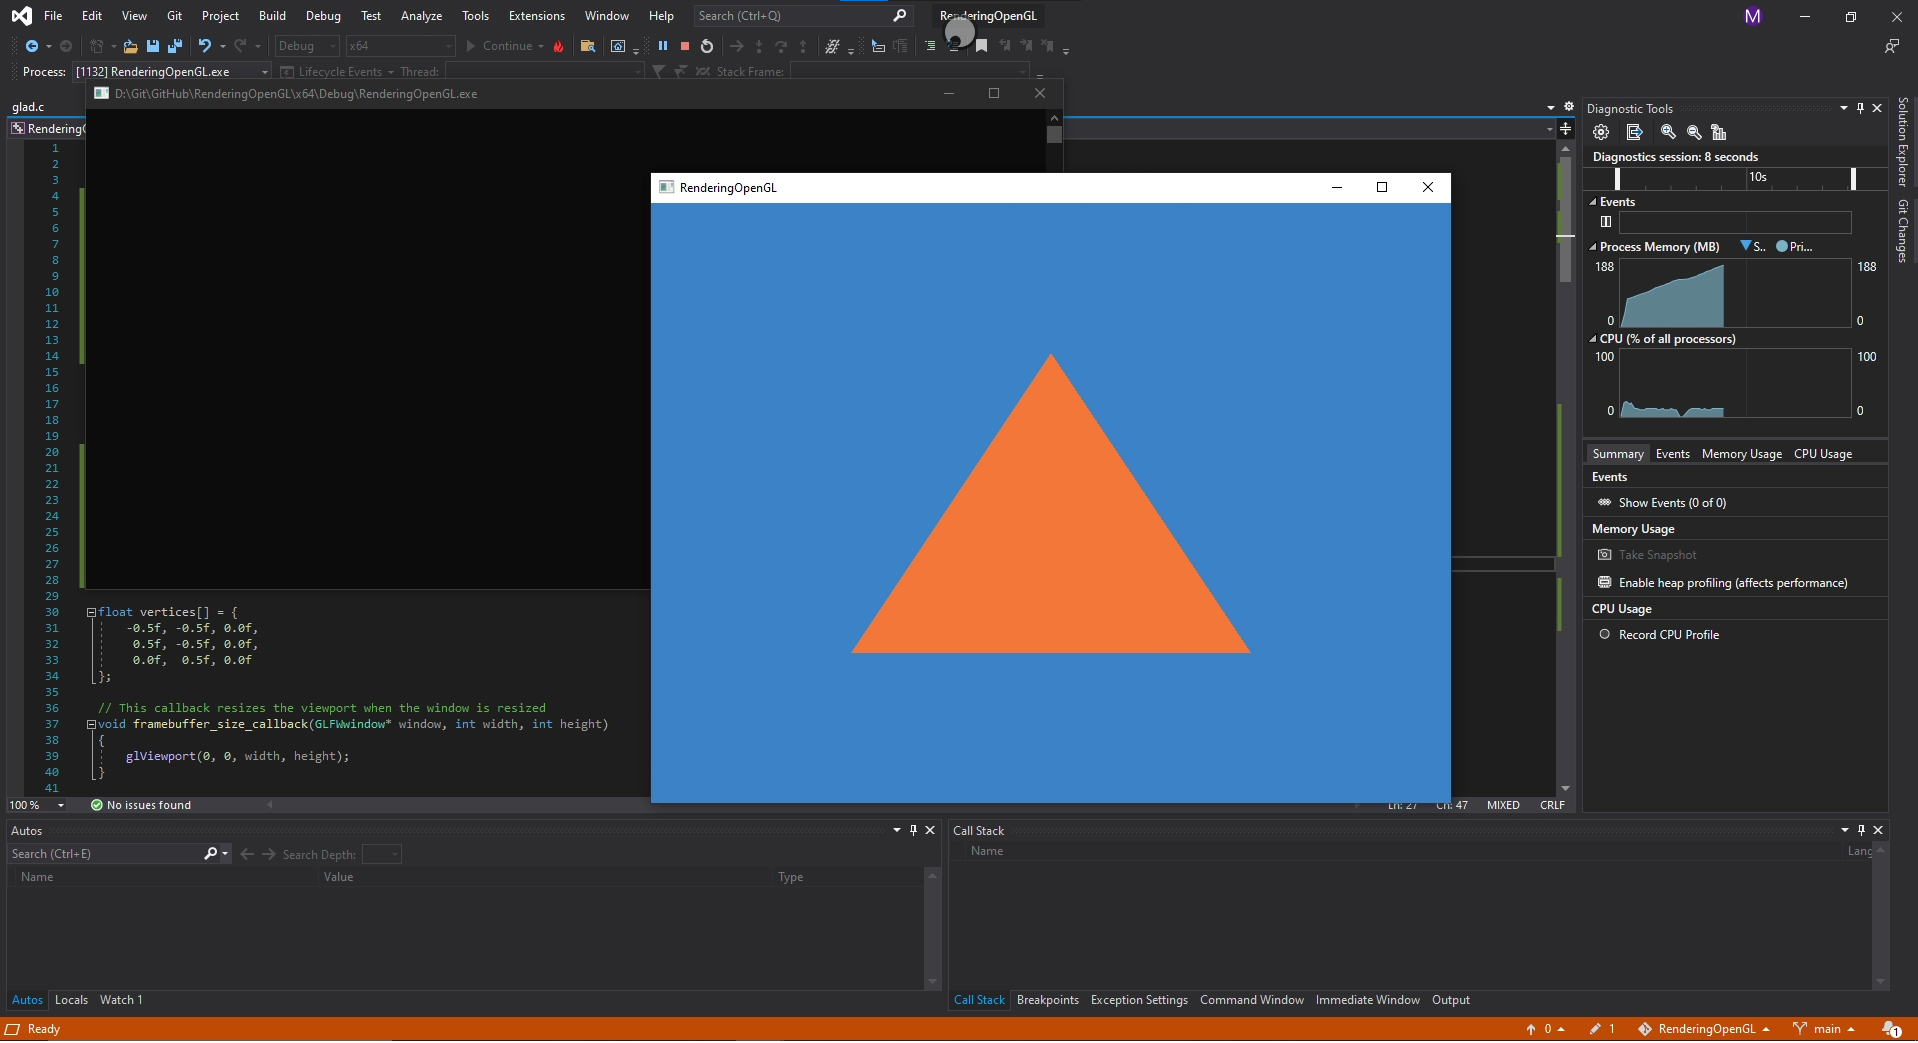 File Edit View Git Project Build Debug Test Analyze Tools Extensions Window Help Search (Ctrl+Q) RenderingOpenGL M
Debug x64 Continue
Process: [1132] RenderingOpenGL.exe Lifecycle Events Thread: Stack Frame:
D:\Git\GitHub\RenderingOpenGL\x64\Debug\RenderingOpenGL.exe
glad.c
Rendering
RenderingOpenGL
1
2
3
4
5
6
7
8
9
10
11
12
13
14
15
16
17
18
19
20
21
22
23
24
25
26
27
28
29
30 float vertices[] = {
31 -0.5f, -0.5f, 0.0f,
32 0.5f, -0.5f, 0.0f,
33 0.0f, 0.5f, 0.0f
34 };
35
36 // This callback resizes the viewport when the window is resized
37 void framebuffer_size_callback(GLFWwindow* window, int width, int height)
38 {
39 glViewport(0, 0, width, height);
40 }
41
100 % No issues found Ln: 27 Ch: 47 MIXED CRLF
Diagnostic Tools
Diagnostics session: 8 seconds
10s
Events
Process Memory (MB) S.. Pri...
188 188
0 0
CPU (% of all processors)
100 100
0 0
Summary Events Memory Usage CPU Usage
Events
Show Events (0 of 0)
Memory Usage
Take Snapshot
Enable heap profiling (affects performance)
CPU Usage
Record CPU Profile
Solution Explorer
Git Changes
Autos
Search (Ctrl+E) Search Depth:
Name Value Type
Autos Locals Watch 1
Call Stack
Name Lang
Call Stack Breakpoints Exception Settings Command Window Immediate Window Output
Ready 0 1 RenderingOpenGL main 1